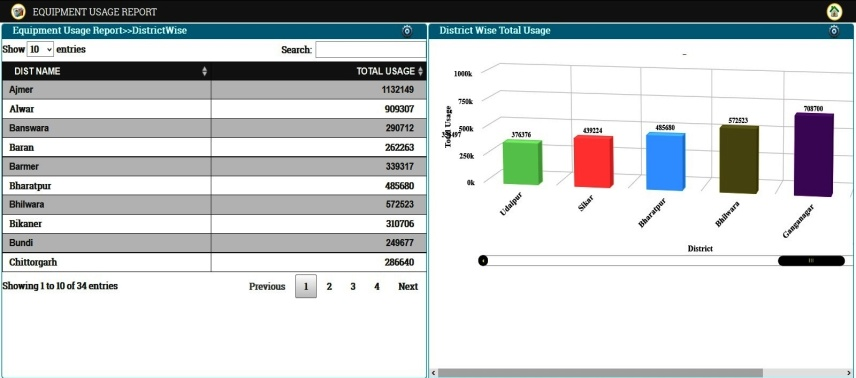 EQUIPMENT USAGE REPORT
Equipment Usage Report>>DistrictWise
Show 10 entries
Search:
DIST NAME TOTAL USAGE
Ajmer 1132149
Alwar 909307
Banswara 290712
Baran 262263
Barmer 339317
Bharatpur 485680
Bhilwara 572523
Bikaner 310706
Bundi 249677
Chittorgarh 286640
Showing 1 to 10 of 34 entries
Previous 1 2 3 4 Next
District Wise Total Usage
Total Usage
1000k
750k
500k
250k
0k
376376
439224
485680
572523
708700
Udaipur
Sikar
Bharatpur
Bhilwara
Ganganagar
District